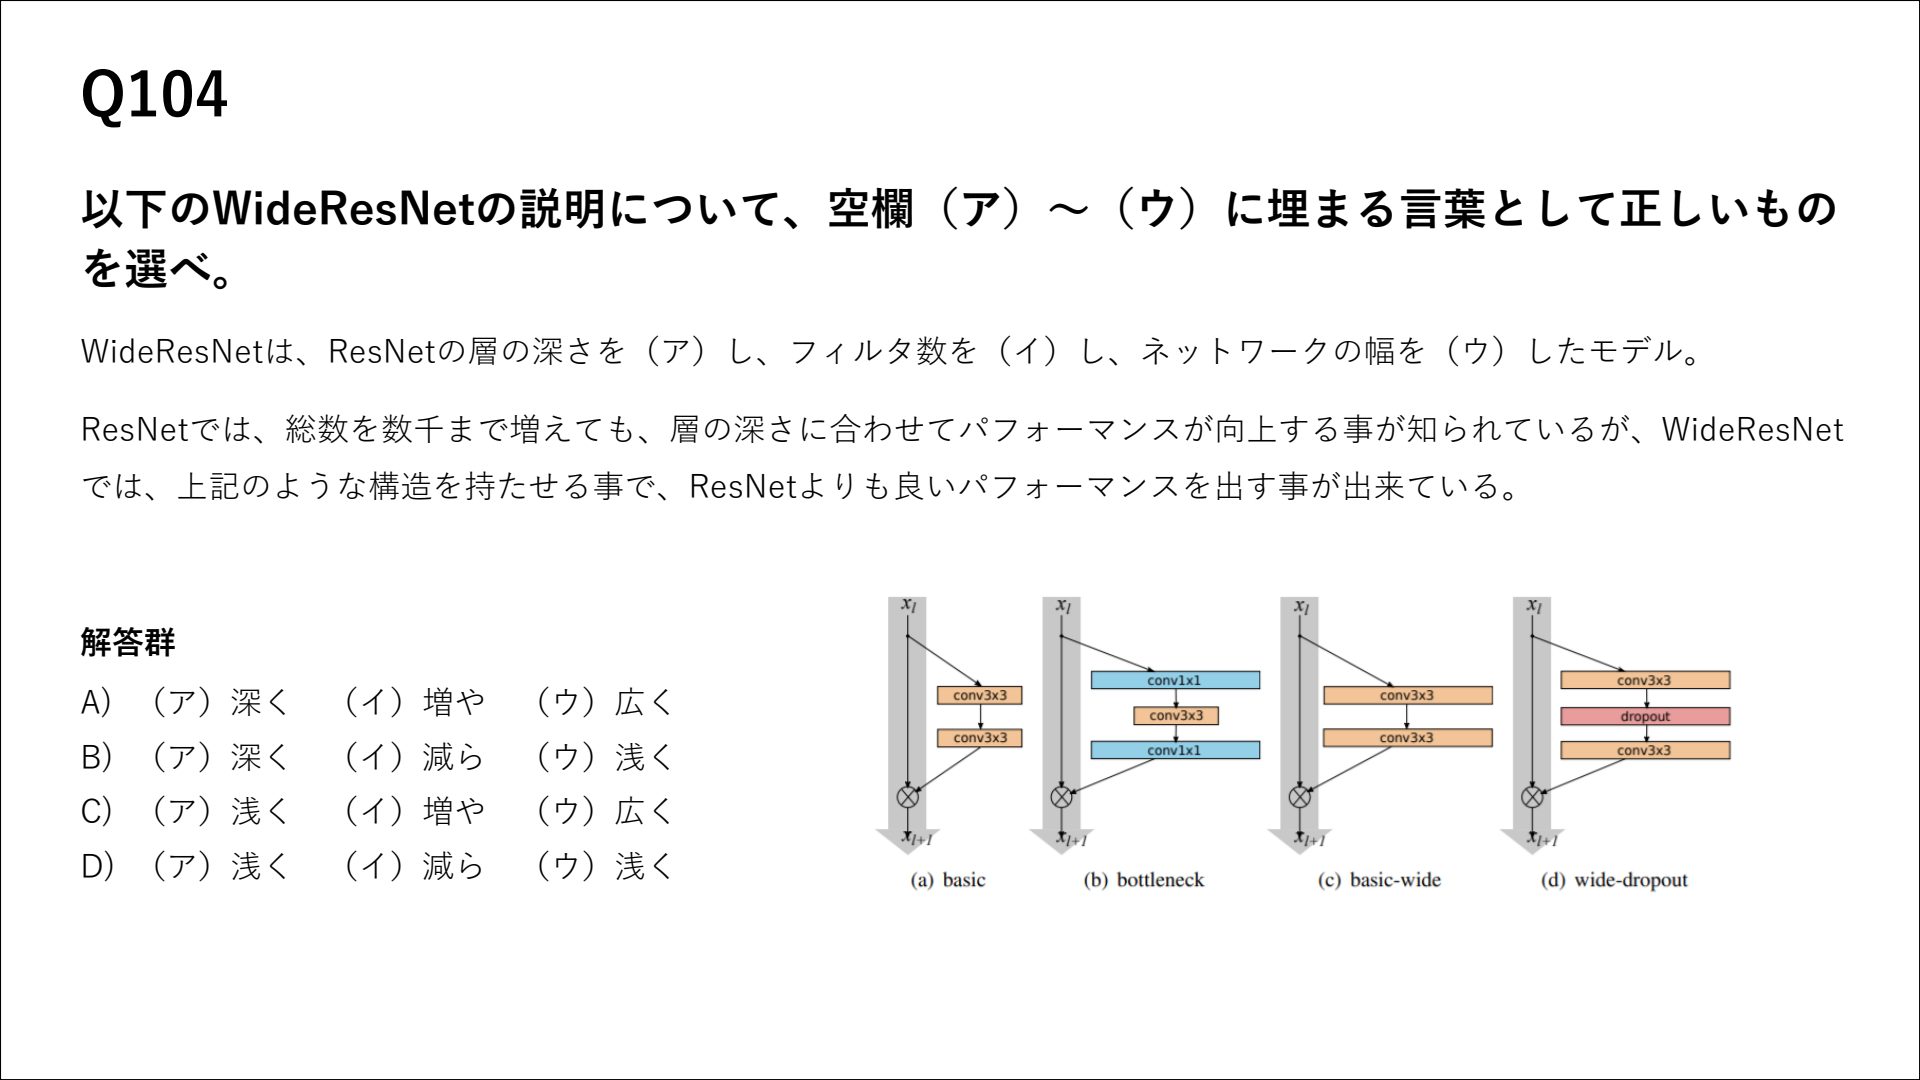 Q104
以下のWideResNetの説明について、空欄（ア）～（ウ）に埋まる言葉として正しいもの
を選べ。
WideResNetは、ResNetの層の深さを（ア）し、フィルタ数を（イ）し、ネットワークの幅を（ウ）したモデル。
ResNetでは、総数を数千まで増えても、層の深さに合わせてパフォーマンスが向上する事が知られているが、WideResNet
では、上記のような構造を持たせる事で、ResNetよりも良いパフォーマンスを出す事が出来ている。
解答群
A) （ア）深く （イ）増や （ウ）広く
B) （ア）深く （イ）減ら （ウ）浅く
C) （ア）浅く （イ）増や （ウ）広く
D) （ア）浅く （イ）減ら （ウ）浅く
xl
conv3x3
conv3x3
xl+1
(a) basic
xl
conv1x1
conv3x3
conv1x1
xl+1
(b) bottleneck
xl
conv3x3
conv3x3
xl+1
(c) basic-wide
xl
conv3x3
dropout
conv3x3
xl+1
(d) wide-dropout